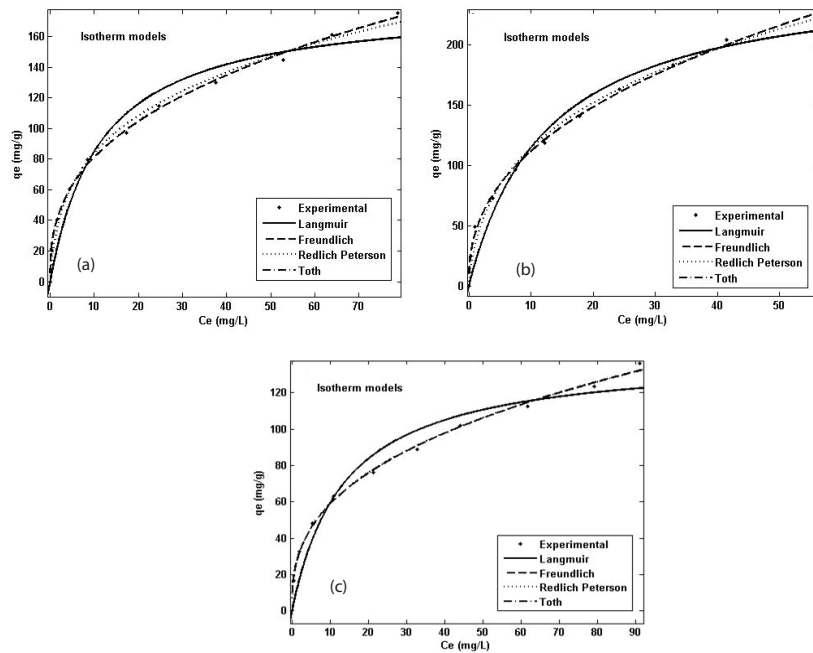 Isotherm models
160
140
120
100
80
60
40
20
0
qe (mg/g)
(a)
Experimental
Langmuir
Freundlich
Redlich Peterson
Toth
0 10 20 30 40 50 60 70
Ce (mg/L)
Isotherm models
200
150
100
50
0
qe (mg/g)
(b)
Experimental
Langmuir
Freundlich
Redlich Peterson
Toth
0 10 20 30 40 50
Ce (mg/L)
Isotherm models
120
100
80
60
40
20
0
qe (mg/g)
(c)
Experimental
Langmuir
Freundlich
Redlich Peterson
Toth
0 10 20 30 40 50 60 70 80 90
Ce (mg/L)